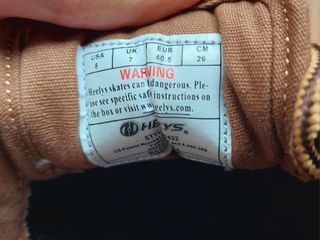 USA UK EUR CM
8 7 40.5 26
WARNING
Heelys skates can dangerous. Ple-
ase see specific safety instructions on
the box or visit www.heelys.com.
HEELYS